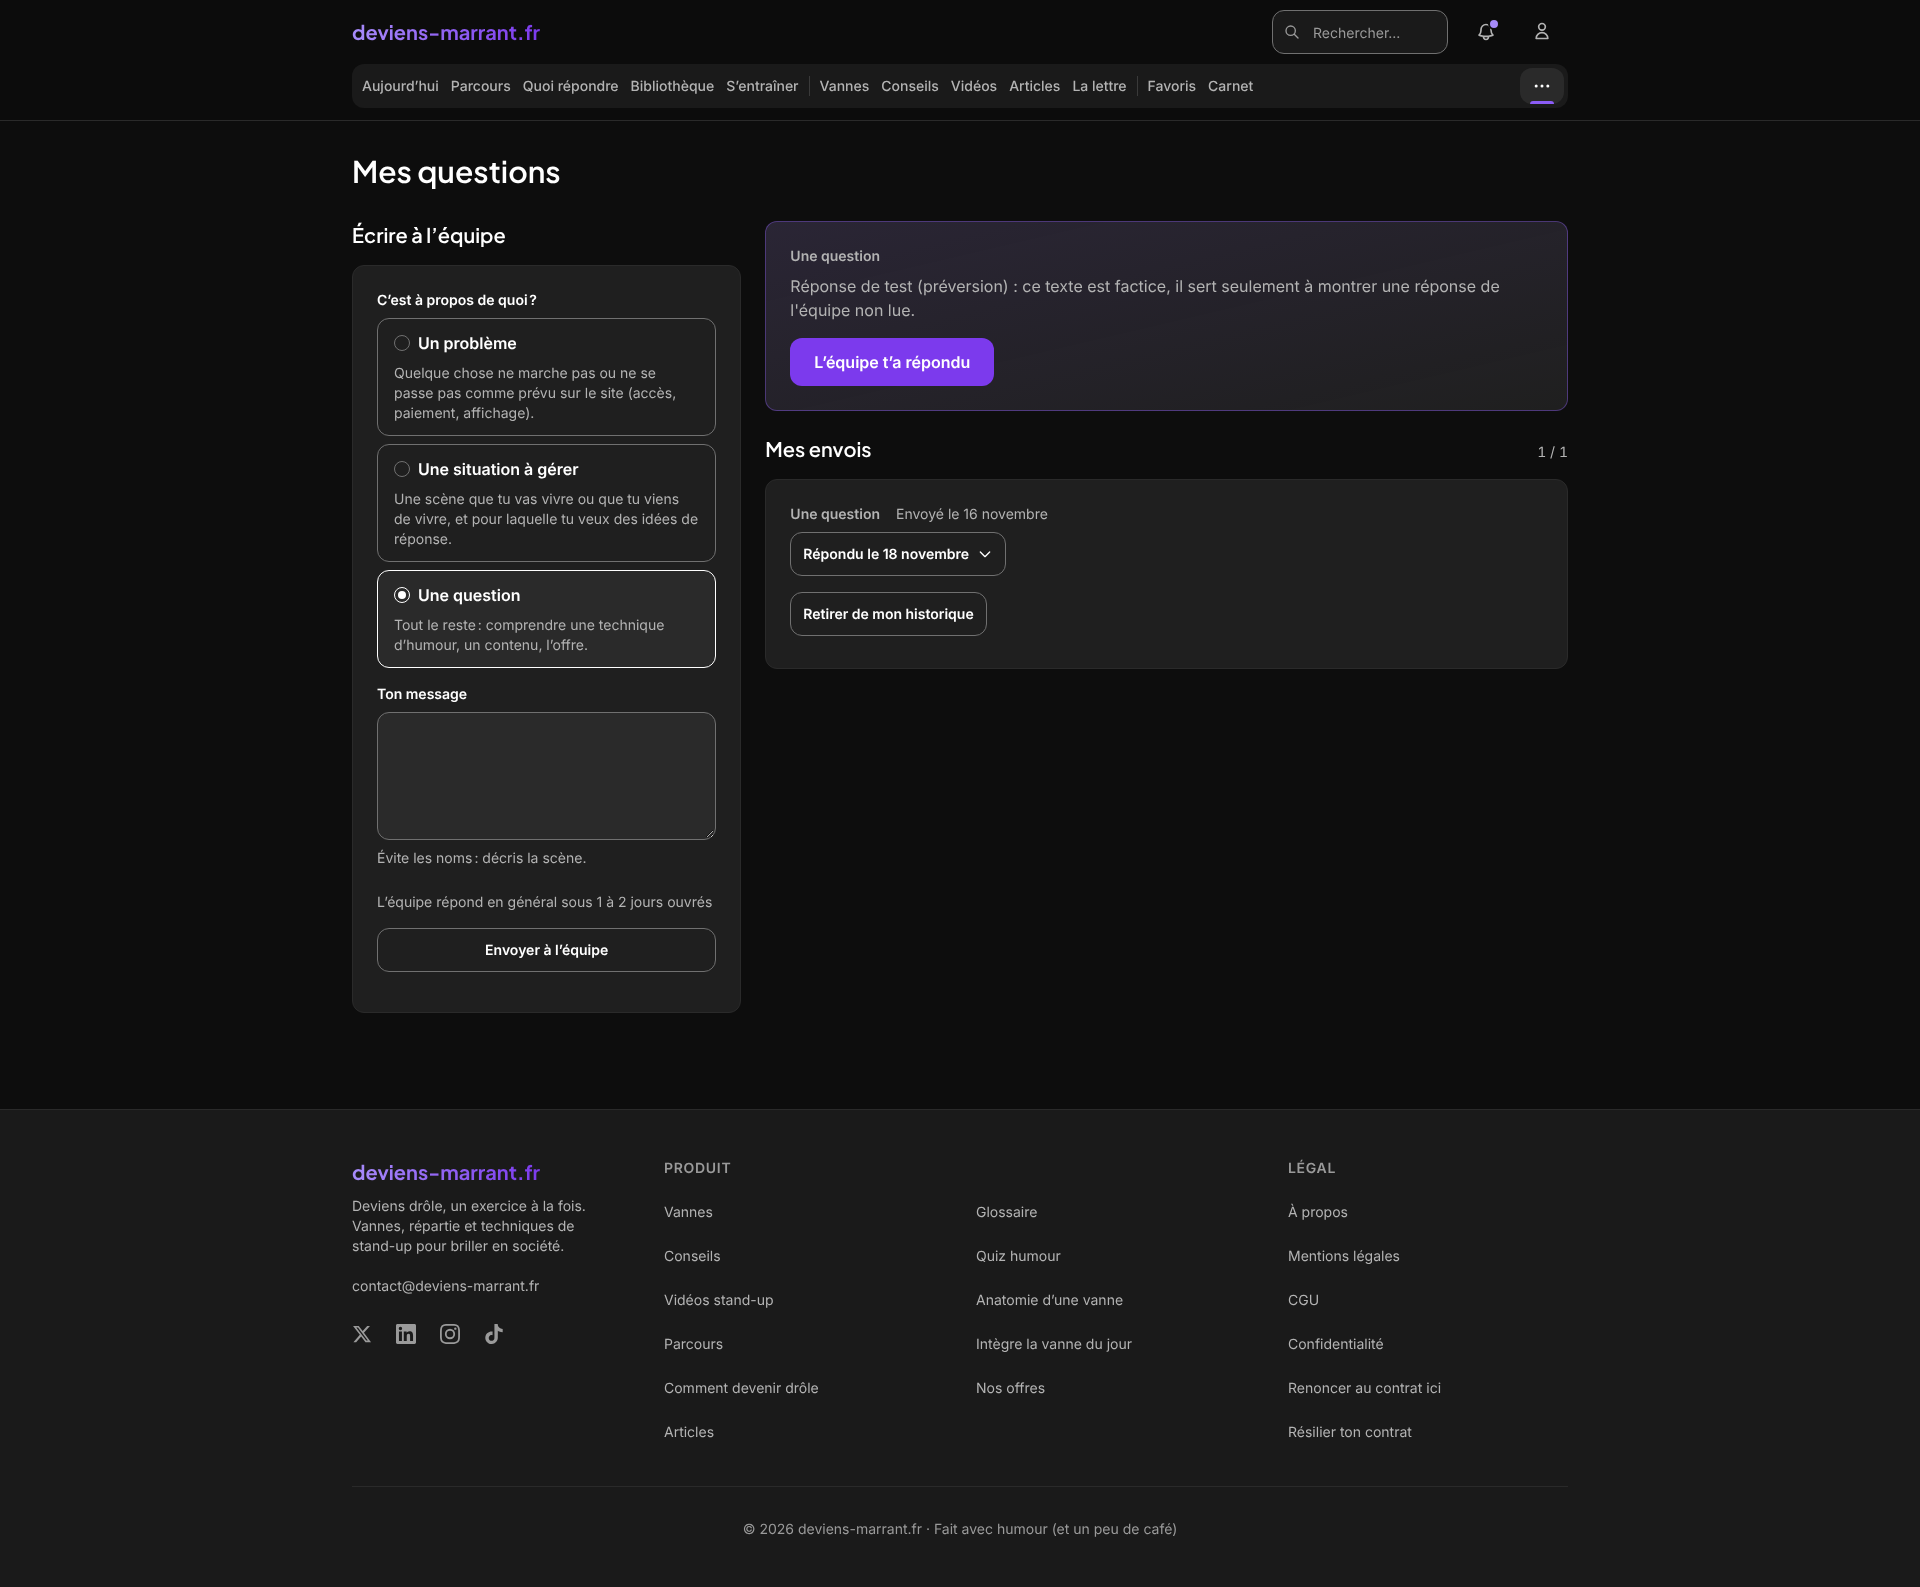 deviens-marrant.fr
Rechercher...
Aujourd’hui Parcours Quoi répondre Bibliothèque S’entraîner Vannes Conseils Vidéos Articles La lettre Favoris Carnet
Mes questions
Écrire à l’équipe
C’est à propos de quoi ?
Un problème
Quelque chose ne marche pas ou ne se
passe pas comme prévu sur le site (accès,
paiement, affichage).
Une situation à gérer
Une scène que tu vas vivre ou que tu viens
de vivre, et pour laquelle tu veux des idées de
réponse.
Une question
Tout le reste : comprendre une technique
d’humour, un contenu, l’offre.
Ton message
Évite les noms : décris la scène.
L’équipe répond en général sous 1 à 2 jours ouvrés
Envoyer à l’équipe
Une question
Réponse de test (préversion) : ce texte est factice, il sert seulement à montrer une réponse de
l'équipe non lue.
L’équipe t’a répondu
Mes envois
1 / 1
Une question Envoyé le 16 novembre
Répondu le 18 novembre
Retirer de mon historique
deviens-marrant.fr
Deviens drôle, un exercice à la fois.
Vannes, répartie et techniques de
stand-up pour briller en société.
contact@deviens-marrant.fr
PRODUIT
Vannes
Conseils
Vidéos stand-up
Parcours
Comment devenir drôle
Articles
Glossaire
Quiz humour
Anatomie d’une vanne
Intègre la vanne du jour
Nos offres
LÉGAL
À propos
Mentions légales
CGU
Confidentialité
Renoncer au contrat ici
Résilier ton contrat
© 2026 deviens-marrant.fr · Fait avec humour (et un peu de café)